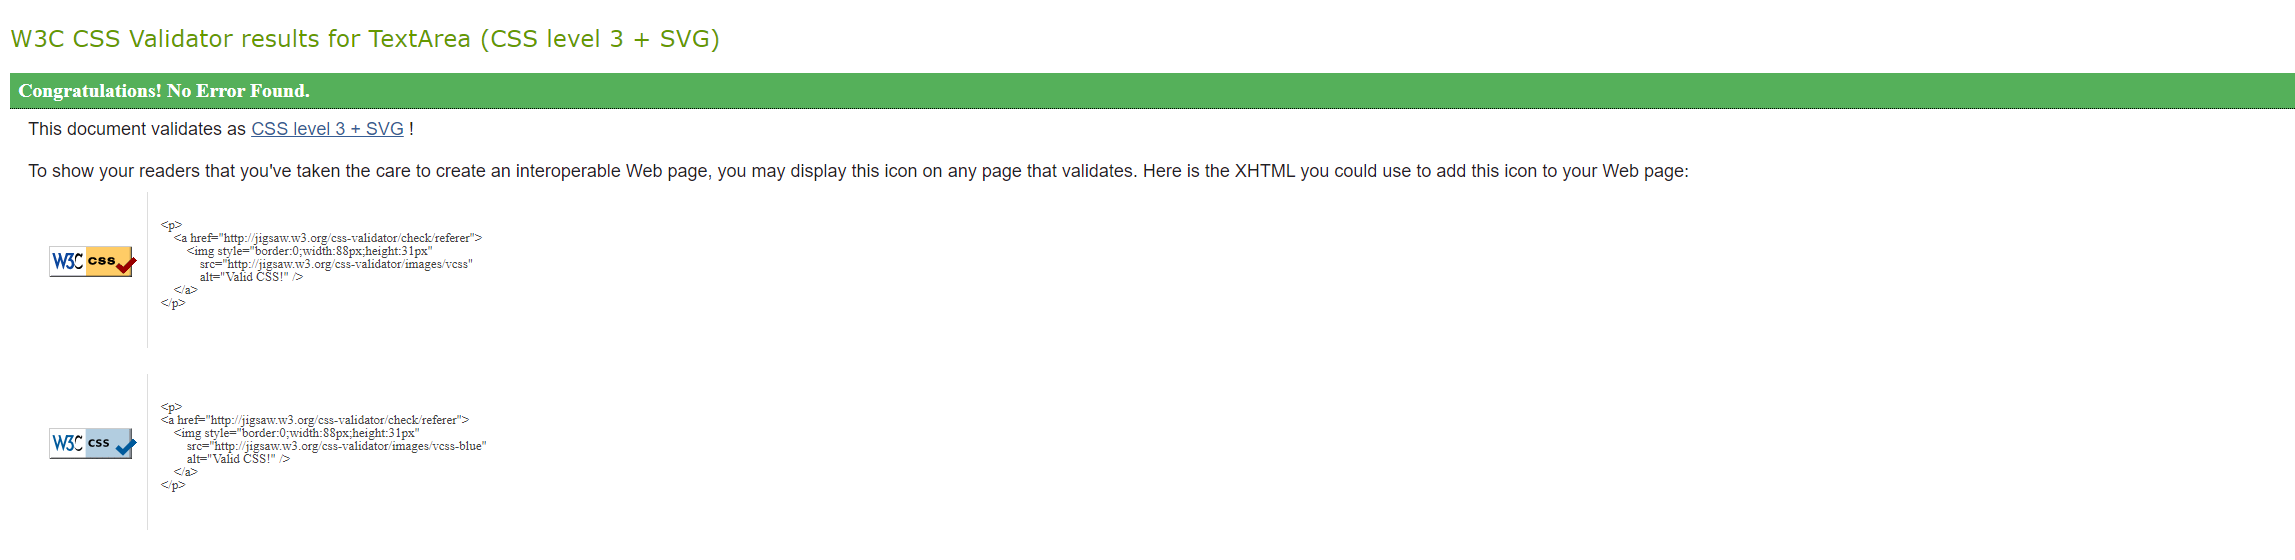 W3C CSS Validator results for TextArea (CSS level 3 + SVG)
Congratulations! No Error Found.
This document validates as CSS level 3 + SVG !
To show your readers that you've taken the care to create an interoperable Web page, you may display this icon on any page that validates. Here is the XHTML you could use to add this icon to your Web page:
W3C css
<p>
<a href="http://jigsaw.w3.org/css-validator/check/referer">
<img style="border:0;width:88px;height:31px"
src="http://jigsaw.w3.org/css-validator/images/vcss"
alt="Valid CSS!" />
</a>
</p>
W3C css
<p>
<a href="http://jigsaw.w3.org/css-validator/check/referer">
<img style="border:0;width:88px;height:31px"
src="http://jigsaw.w3.org/css-validator/images/vcss-blue"
alt="Valid CSS!" />
</a>
</p>